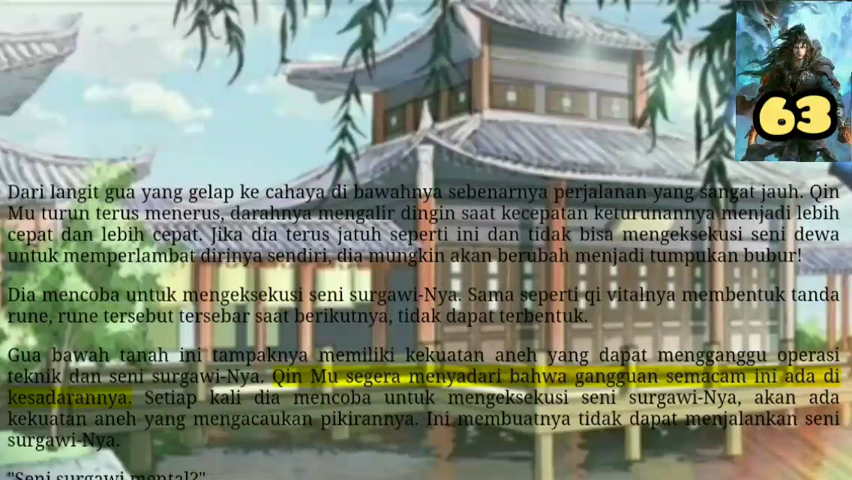 63
Dari langit gua yang gelap ke cahaya di bawahnya sebenarnya perjalanan yang sangat jauh. Qin
Mu turun terus menerus, darahnya mengalir dingin saat kecepatan keturunannya menjadi lebih
cepat dan lebih cepat. Jika dia terus jatuh seperti ini dan tidak bisa mengeksekusi seni dewa
untuk memperlambat dirinya sendiri, dia mungkin akan berubah menjadi tumpukan bubur!
Dia mencoba untuk mengeksekusi seni surgawi-Nya. Sama seperti qi vitalnya membentuk tanda
rune, rune tersebut tersebar saat berikutnya, tidak dapat terbentuk.
Gua bawah tanah ini tampaknya memiliki kekuatan aneh yang dapat mengganggu operasi
teknik dan seni surgawi-Nya. Qin Mu segera menyadari bahwa gangguan semacam ini ada di
kesadarannya. Setiap kali dia mencoba untuk mengeksekusi seni surgawi-Nya, akan ada
kekuatan aneh yang mengacaukan pikirannya. Ini membuatnya tidak dapat menjalankan seni
surgawi-Nya.
"Seni surgawi mental?"